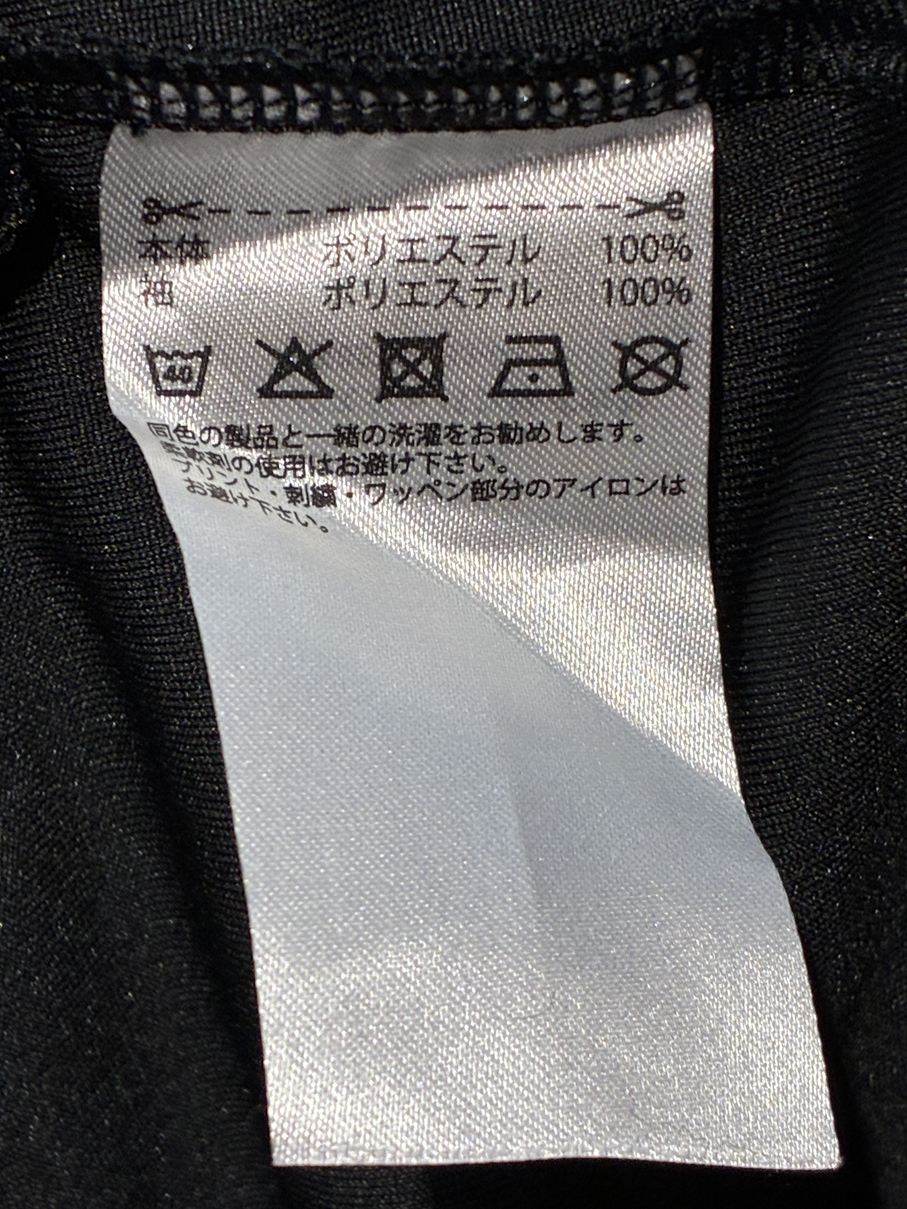 本体 ポリエステル 100%
袖 ポリエステル 100%
40
同色の製品と一緒の洗濯をお勧めします。
柔軟剤の使用はお避け下さい。
プリント・刺繍・ワッペン部分のアイロンは
お避け下さい。